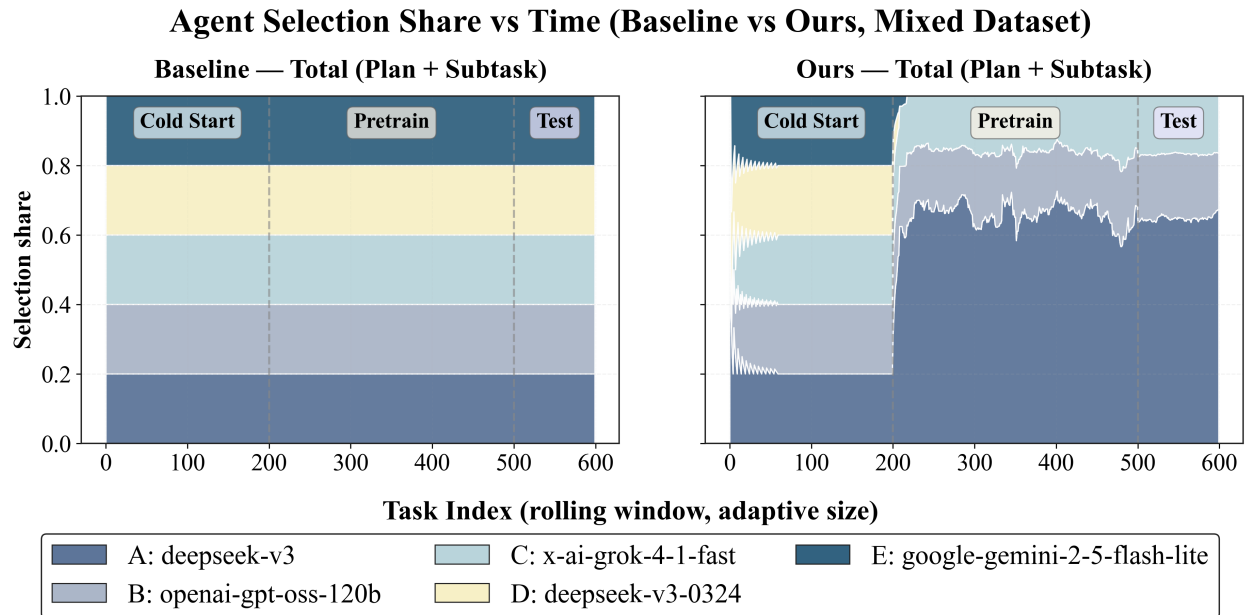 Agent Selection Share vs Time (Baseline vs Ours, Mixed Dataset)
Baseline — Total (Plan + Subtask)
Ours — Total (Plan + Subtask)
Selection share
1.0
0.8
0.6
0.4
0.2
0.0
Cold Start
Pretrain
Test
0 100 200 300 400 500 600
Cold Start
Pretrain
Test
0 100 200 300 400 500 600
Task Index (rolling window, adaptive size)
A: deepseek-v3
B: openai-gpt-oss-120b
C: x-ai-grok-4-1-fast
D: deepseek-v3-0324
E: google-gemini-2-5-flash-lite